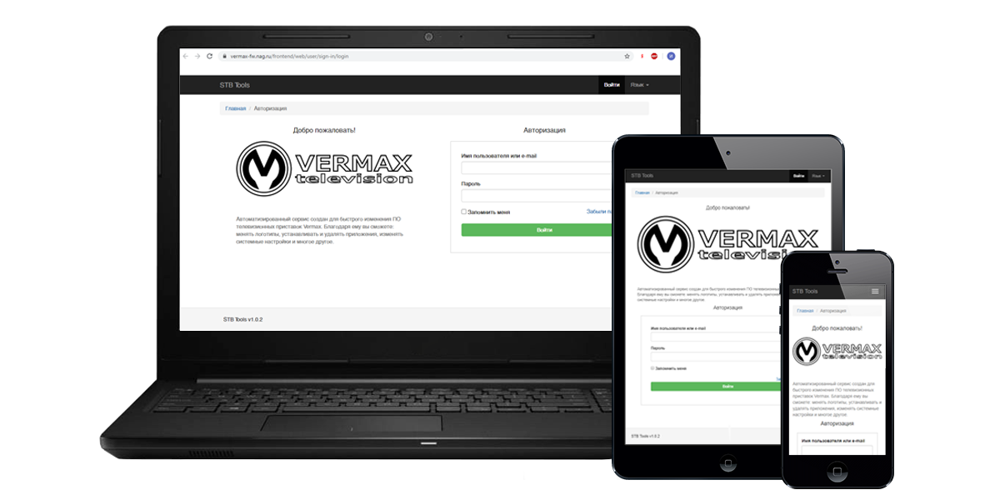 vermax-fw.nag.ru/frontend/web/user/sign-in/login
STB Tools
Войти
Язык
Главная / Авторизация
Добро пожаловать!
VERMAX
television
Автоматизированный сервис создан для быстрого изменения ПО
телевизионных приставок Vermax. Благодаря ему вы сможете:
менять логотипы, устанавливать и удалять приложения, изменять
системные настройки и многое другое.
Авторизация
Имя пользователя или e-mail
Пароль
Запомнить меня
Забыли
Войти
STB Tools v1.0.2
STB Tools
Войти
Язык
Главная / Авторизация
Добро пожаловать!
VERMAX
televisi
Автоматизированный сервис создан для быстрого изменения ПО телевизионных
Благодаря ему вы сможете: менять логотипы, устанавливать и удалять
системные настройки и многое другое.
Авторизация
Имя пользователя или e-mail
Пароль
Запомнить меня
Войти
STB Tools v1.0.2
STB Tools
Главная / Авторизация
Добро пожаловать!
VERMAX
television
Автоматизированный сервис создан для
быстрого изменения ПО телевизионных
приставок Vermax. Благодаря ему вы
сможете: менять логотипы, устанавливать и
удалять приложения, изменять системные
настройки и многое другое.
Авторизация
Имя пользователя или e-mail